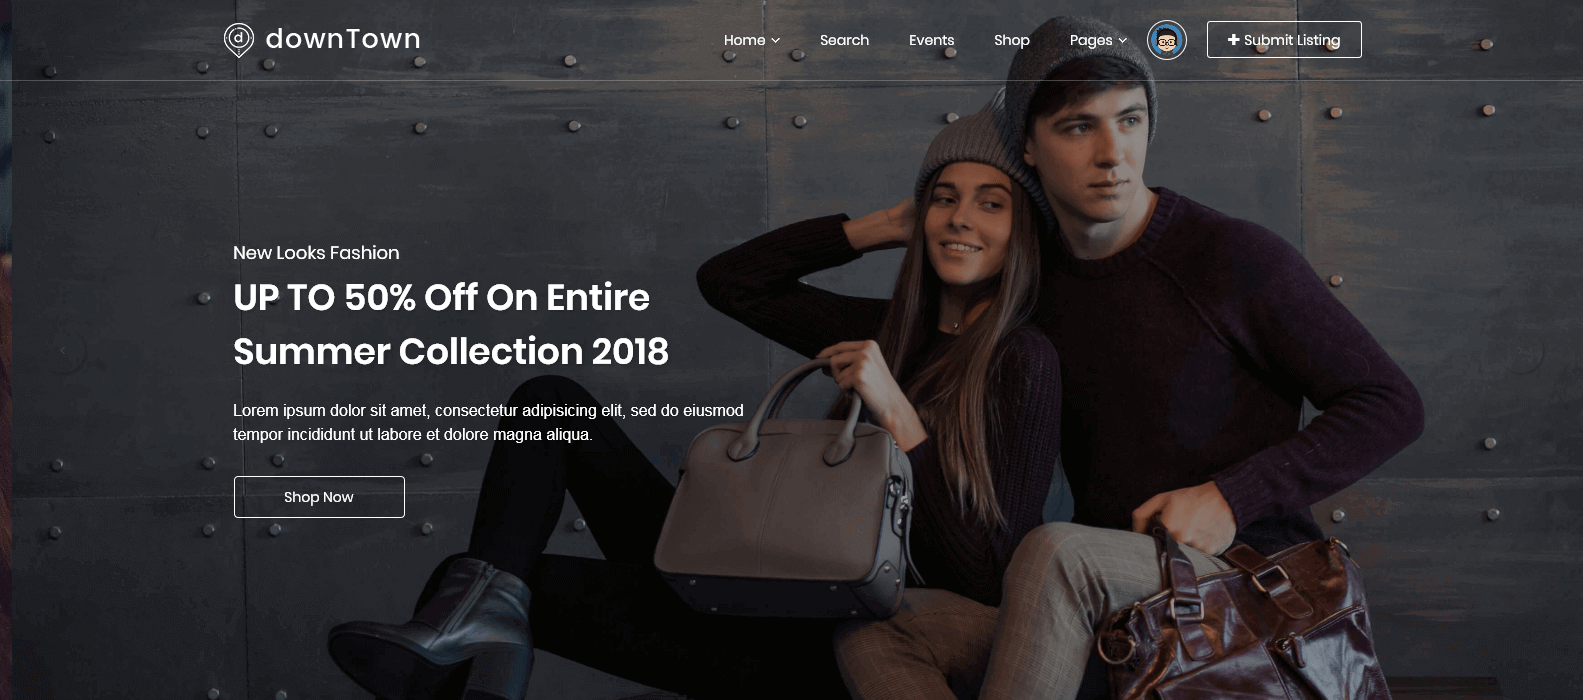 d downTown
Home Search Events Shop Pages + Submit Listing
New Looks Fashion
UP TO 50% Off On Entire
Summer Collection 2018
Lorem ipsum dolor sit amet, consectetur adipisicing elit, sed do eiusmod
tempor incididunt ut labore et dolore magna aliqua.
Shop Now